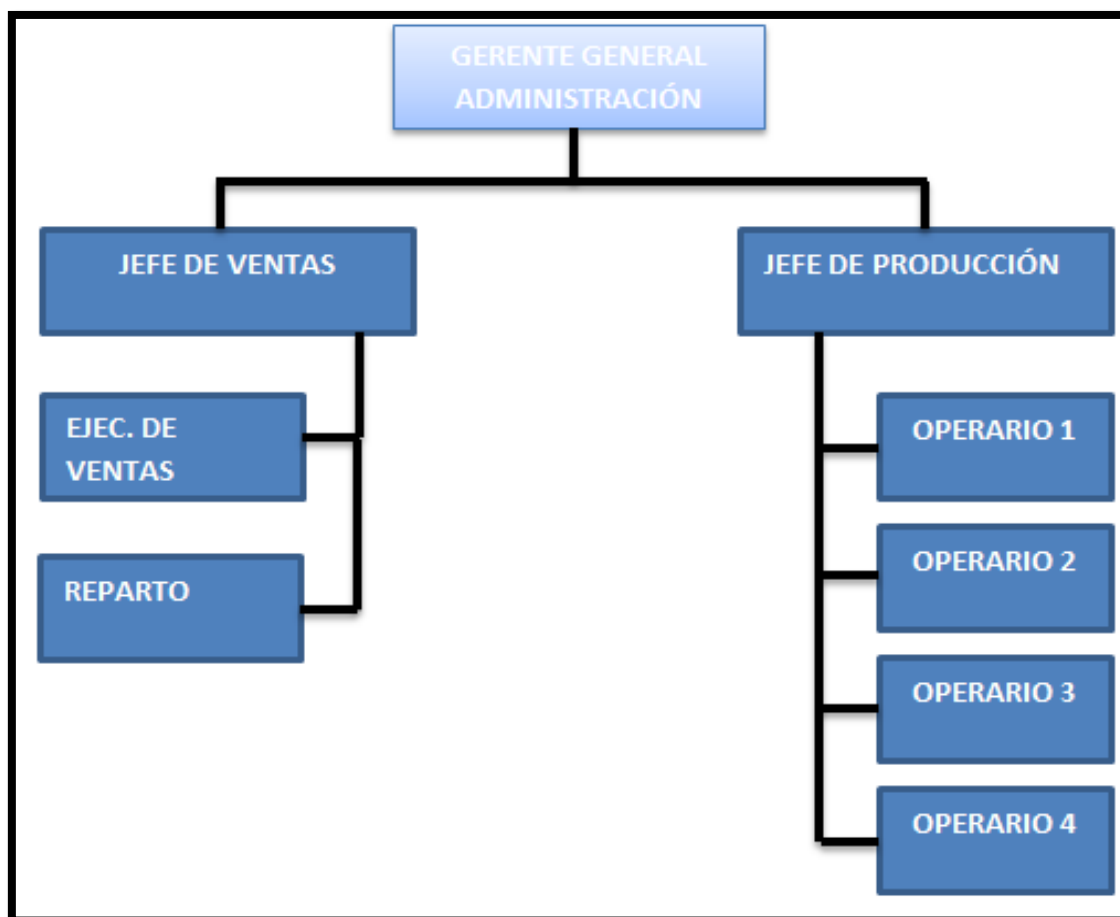 GERENTE GENERAL
ADMINISTRACIÓN
JEFE DE VENTAS
JEFE DE PRODUCCIÓN
EJEC. DE
VENTAS
REPARTO
OPERARIO 1
OPERARIO 2
OPERARIO 3
OPERARIO 4